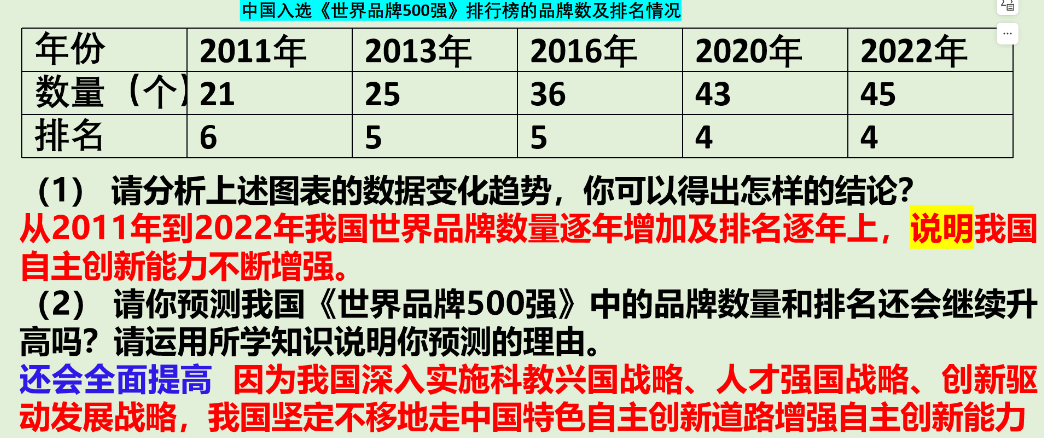 中国入选《世界品牌500强》排行榜的品牌数及排名情况
年份 2011年 2013年 2016年 2020年 2022年
数量（个） 21 25 36 43 45
排名 6 5 5 4 4
（1） 请分析上述图表的数据变化趋势，你可以得出怎样的结论？
从2011年到2022年我国世界品牌数量逐年增加及排名逐年上，说明我国
自主创新能力不断增强。
（2） 请你预测我国《世界品牌500强》中的品牌数量和排名还会继续升
高吗？请运用所学知识说明你预测的理由。
还会全面提高 因为我国深入实施科教兴国战略、人才强国战略、创新驱
动发展战略，我国坚定不移地走中国特色自主创新道路增强自主创新能力